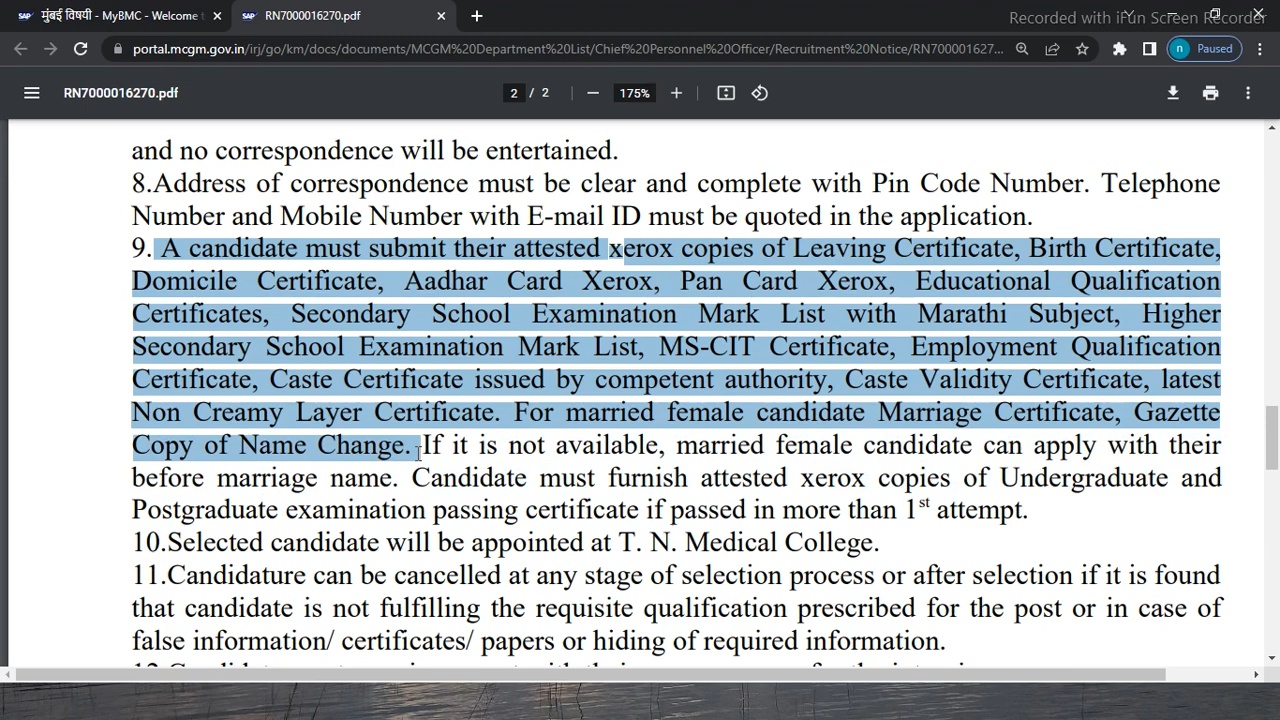 मुंबई विषयी - MyBMC - Welcome t
RN7000016270.pdf
Recorded with iFun Screen Recorder
portal.mcgm.gov.in/irj/go/km/docs/documents/MCGM%20Department%20List/Chief%20Personnel%20Officer/Recruitment%20Notice/RN700001627...
n Paused
RN7000016270.pdf
2 / 2
175%
and no correspondence will be entertained.
8.Address of correspondence must be clear and complete with Pin Code Number. Telephone
Number and Mobile Number with E-mail ID must be quoted in the application.
9. A candidate must submit their attested xerox copies of Leaving Certificate, Birth Certificate,
Domicile Certificate, Aadhar Card Xerox, Pan Card Xerox, Educational Qualification
Certificates, Secondary School Examination Mark List with Marathi Subject, Higher
Secondary School Examination Mark List, MS-CIT Certificate, Employment Qualification
Certificate, Caste Certificate issued by competent authority, Caste Validity Certificate, latest
Non Creamy Layer Certificate. For married female candidate Marriage Certificate, Gazette
Copy of Name Change. If it is not available, married female candidate can apply with their
before marriage name. Candidate must furnish attested xerox copies of Undergraduate and
Postgraduate examination passing certificate if passed in more than 1st attempt.
10.Selected candidate will be appointed at T. N. Medical College.
11.Candidature can be cancelled at any stage of selection process or after selection if it is found
that candidate is not fulfilling the requisite qualification prescribed for the post or in case of
false information/ certificates/ papers or hiding of required information.